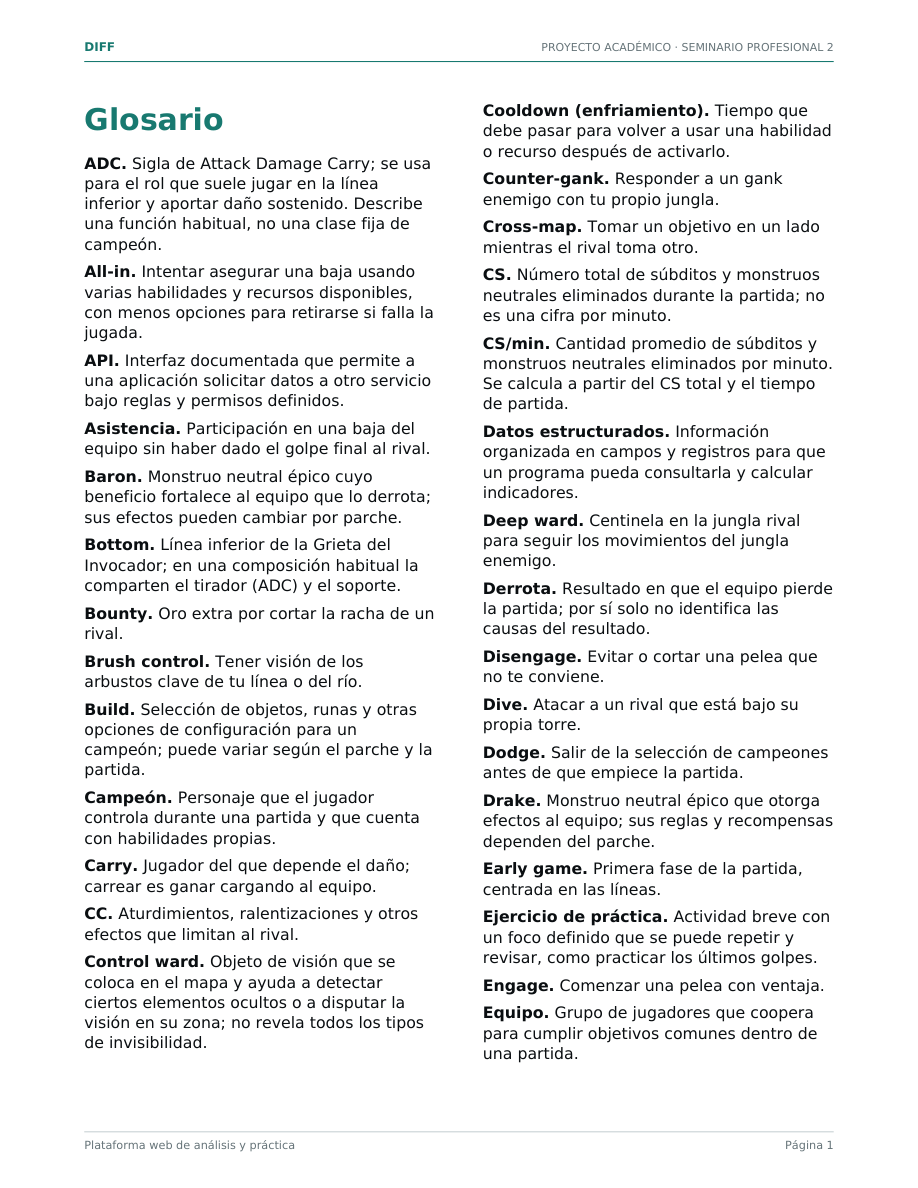 DIFF
PROYECTO ACADÉMICO · SEMINARIO PROFESIONAL 2
Glosario
ADC. Sigla de Attack Damage Carry; se usa
para el rol que suele jugar en la línea
inferior y aportar daño sostenido. Describe
una función habitual, no una clase fija de
campeón.
All-in. Intentar asegurar una baja usando
varias habilidades y recursos disponibles,
con menos opciones para retirarse si falla la
jugada.
API. Interfaz documentada que permite a
una aplicación solicitar datos a otro servicio
bajo reglas y permisos definidos.
Asistencia. Participación en una baja del
equipo sin haber dado el golpe final al rival.
Baron. Monstruo neutral épico cuyo
beneficio fortalece al equipo que lo derrota;
sus efectos pueden cambiar por parche.
Bottom. Línea inferior de la Grieta del
Invocador; en una composición habitual la
comparten el tirador (ADC) y el soporte.
Bounty. Oro extra por cortar la racha de un
rival.
Brush control. Tener visión de los
arbustos clave de tu línea o del río.
Build. Selección de objetos, runas y otras
opciones de configuración para un
campeón; puede variar según el parche y la
partida.
Campeón. Personaje que el jugador
controla durante una partida y que cuenta
con habilidades propias.
Carry. Jugador del que depende el daño;
carrear es ganar cargando al equipo.
CC. Aturdimientos, ralentizaciones y otros
efectos que limitan al rival.
Control ward. Objeto de visión que se
coloca en el mapa y ayuda a detectar
ciertos elementos ocultos o a disputar la
visión en su zona; no revela todos los tipos
de invisibilidad.
Cooldown (enfriamiento). Tiempo que
debe pasar para volver a usar una habilidad
o recurso después de activarlo.
Counter-gank. Responder a un gank
enemigo con tu propio jungla.
Cross-map. Tomar un objetivo en un lado
mientras el rival toma otro.
CS. Número total de súbditos y monstruos
neutrales eliminados durante la partida; no
es una cifra por minuto.
CS/min. Cantidad promedio de súbditos y
monstruos neutrales eliminados por minuto.
Se calcula a partir del CS total y el tiempo
de partida.
Datos estructurados. Información
organizada en campos y registros para que
un programa pueda consultarla y calcular
indicadores.
Deep ward. Centinela en la jungla rival
para seguir los movimientos del jungla
enemigo.
Derrota. Resultado en que el equipo pierde
la partida; por sí solo no identifica las
causas del resultado.
Disengage. Evitar o cortar una pelea que
no te conviene.
Dive. Atacar a un rival que está bajo su
propia torre.
Dodge. Salir de la selección de campeones
antes de que empiece la partida.
Drake. Monstruo neutral épico que otorga
efectos al equipo; sus reglas y recompensas
dependen del parche.
Early game. Primera fase de la partida,
centrada en las líneas.
Ejercicio de práctica. Actividad breve con
un foco definido que se puede repetir y
revisar, como practicar los últimos golpes.
Engage. Comenzar una pelea con ventaja.
Equipo. Grupo de jugadores que coopera
para cumplir objetivos comunes dentro de
una partida.
Plataforma web de análisis y práctica
Página 1